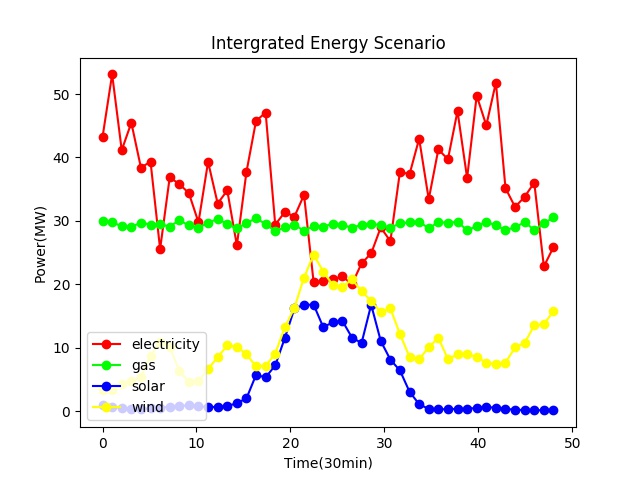 Intergrated Energy Scenario
50
40
30
20
10
0
Power(MW)
electricity
gas
solar
wind
0 10 20 30 40 50
Time(30min)